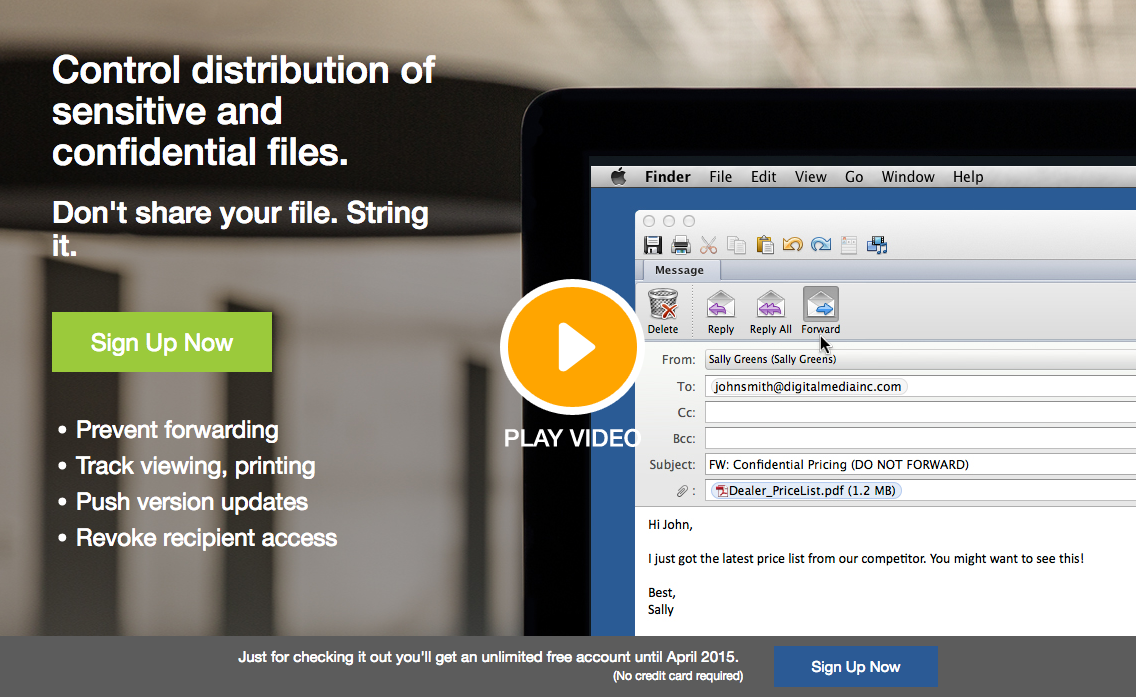 Control distribution of
sensitive and
confidential files.
Don't share your file. String
it.
Sign Up Now
• Prevent forwarding
• Track viewing, printing
• Push version updates
• Revoke recipient access
PLAY VIDEO
Finder File Edit View Go Window Help
Message
Delete Reply Reply All Forward
From: Sally Greens (Sally Greens)
To: johnsmith@digitalmediainc.com
Cc:
Bcc:
Subject: FW: Confidential Pricing (DO NOT FORWARD)
: Dealer_PriceList.pdf (1.2 MB)
Hi John,
I just got the latest price list from our competitor. You might want to see this!
Best,
Sally
Just for checking it out you'll get an unlimited free account until April 2015.
(No credit card required)
Sign Up Now